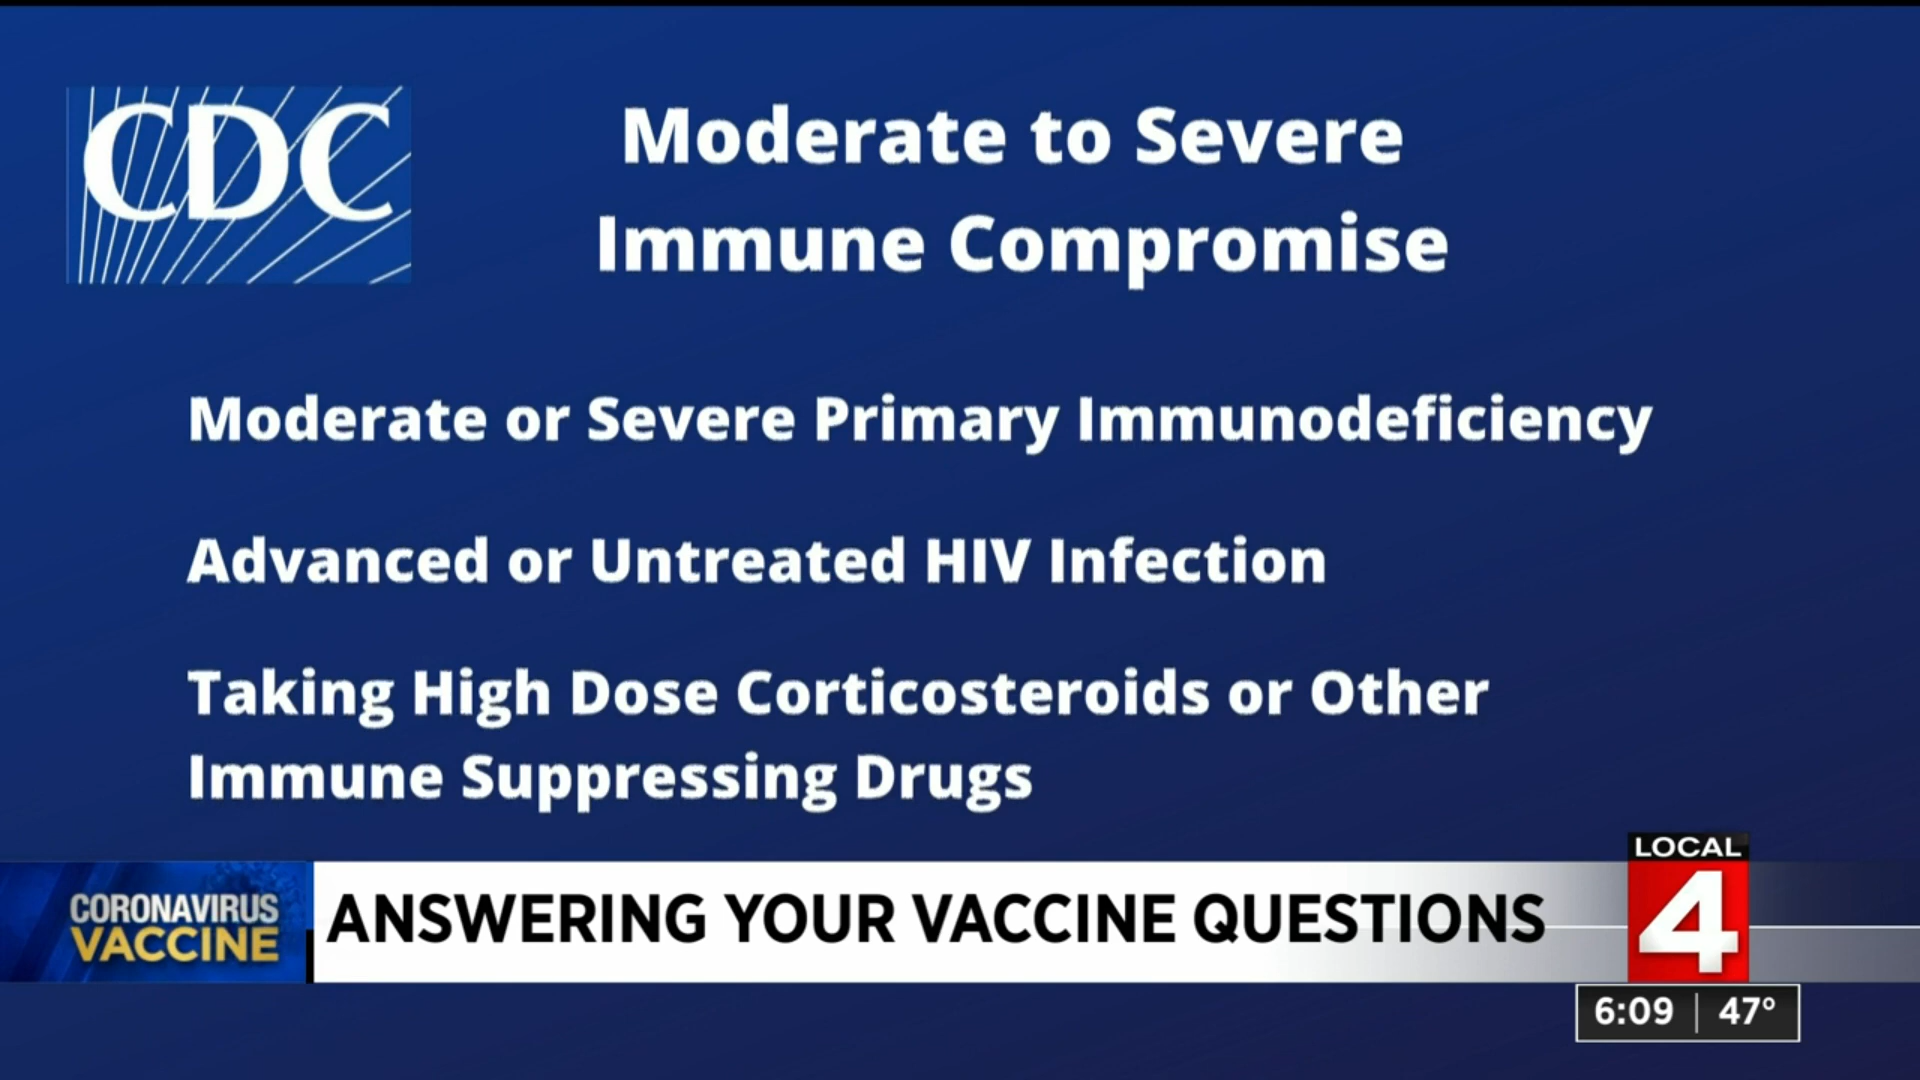 CDC
Moderate to Severe
Immune Compromise
Moderate or Severe Primary Immunodeficiency
Advanced or Untreated HIV Infection
Taking High Dose Corticosteroids or Other
Immune Suppressing Drugs
CORONAVIRUS
VACCINE
ANSWERING YOUR VACCINE QUESTIONS
LOCAL
4
6:09 | 47°